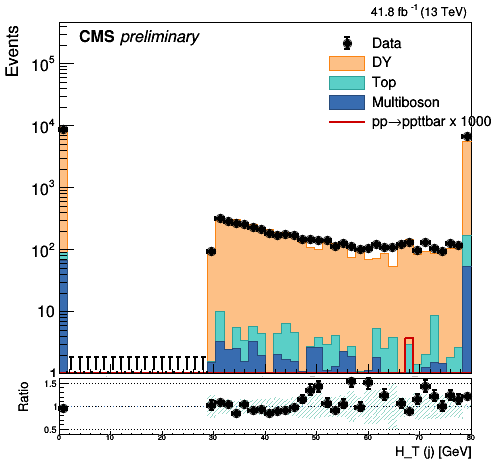 41.8 fb⁻¹ (13 TeV)
CMS preliminary
Events
Data
DY
Top
Multiboson
pp→ppttbar x 1000
10⁵
10⁴
10³
10²
10
1
Ratio
1.5
1.0
0.5
0 10 20 30 40 50 60 70 80
H_T (j) [GeV]